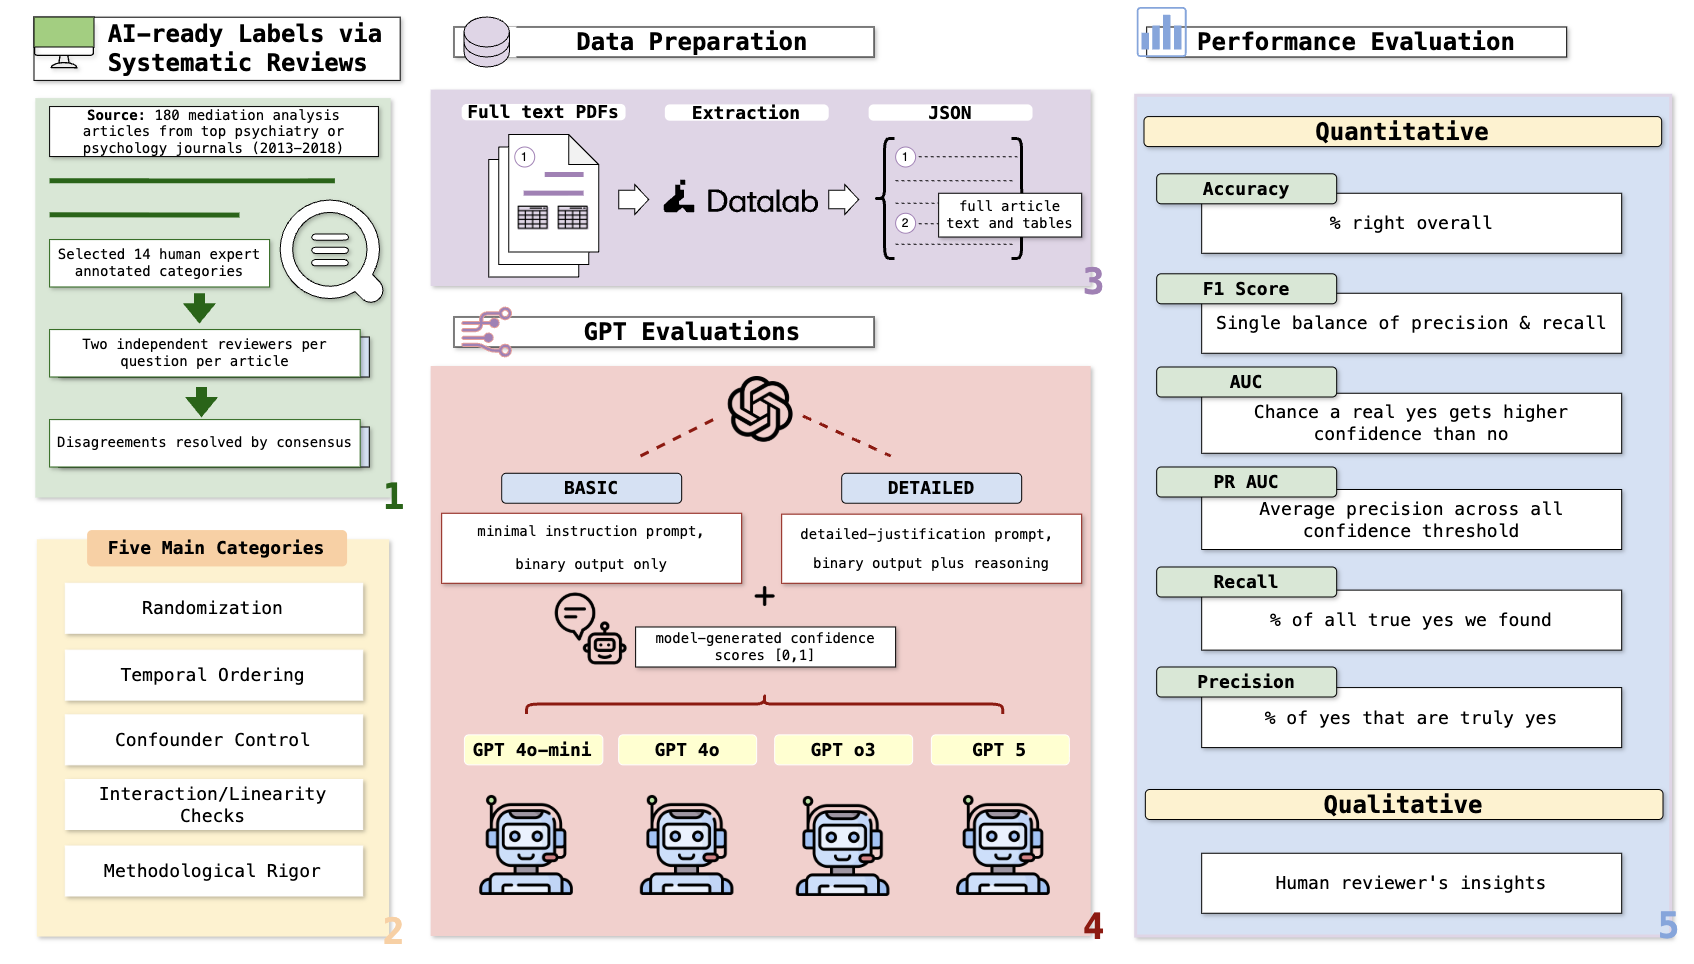 AI-ready Labels via
Systematic Reviews
Source: 180 mediation analysis
articles from top psychiatry or
psychology journals (2013-2018)
Selected 14 human expert
annotated categories
Two independent reviewers per
question per article
Disagreements resolved by consensus
1
Five Main Categories
Randomization
Temporal Ordering
Confounder Control
Interaction/Linearity
Checks
Methodological Rigor
2
Data Preparation
Full text PDFs
Extraction
JSON
1
Datalab
1
2
full article
text and tables
3
GPT Evaluations
BASIC
minimal instruction prompt,
binary output only
DETAILED
detailed-justification prompt,
binary output plus reasoning
+
model-generated confidence
scores [0,1]
GPT 4o-mini
GPT 4o
GPT o3
GPT 5
4
Performance Evaluation
Quantitative
Accuracy
% right overall
F1 Score
Single balance of precision & recall
AUC
Chance a real yes gets higher
confidence than no
PR AUC
Average precision across all
confidence threshold
Recall
% of all true yes we found
Precision
% of yes that are truly yes
Qualitative
Human reviewer's insights
5